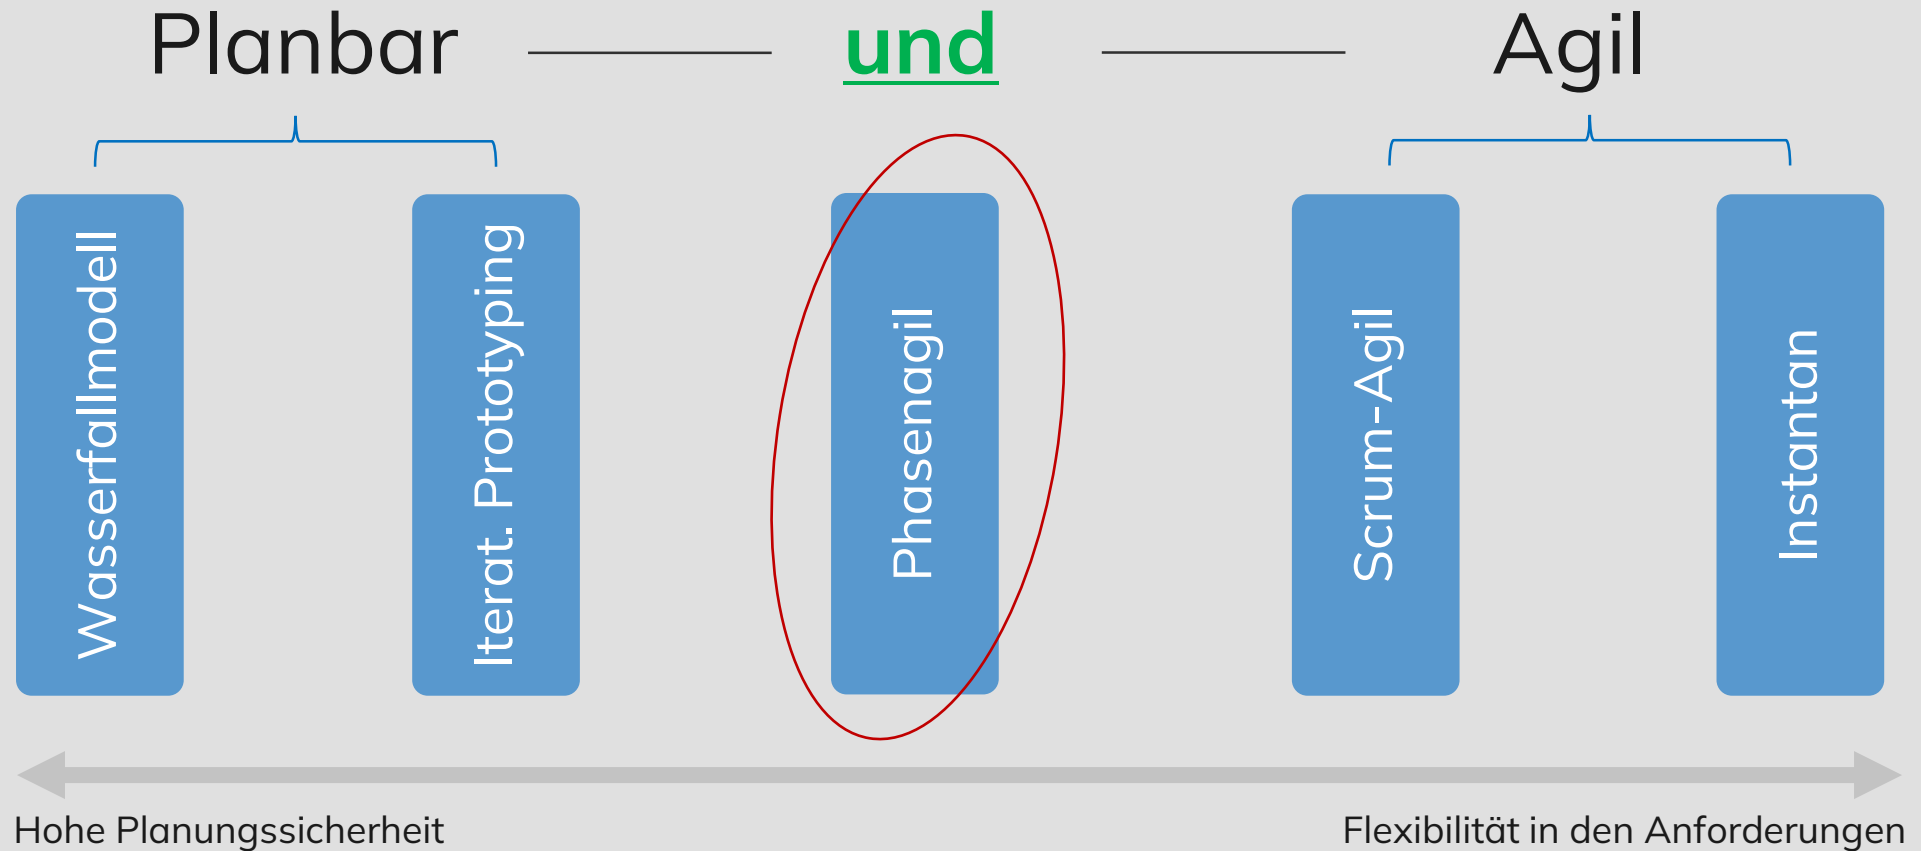 Planbar
und
Agil
Wasserfallmodell
Iterat. Prototyping
Phasenagil
Scrum-Agil
Instantan
Hohe Planungssicherheit
Flexibilität in den Anforderungen